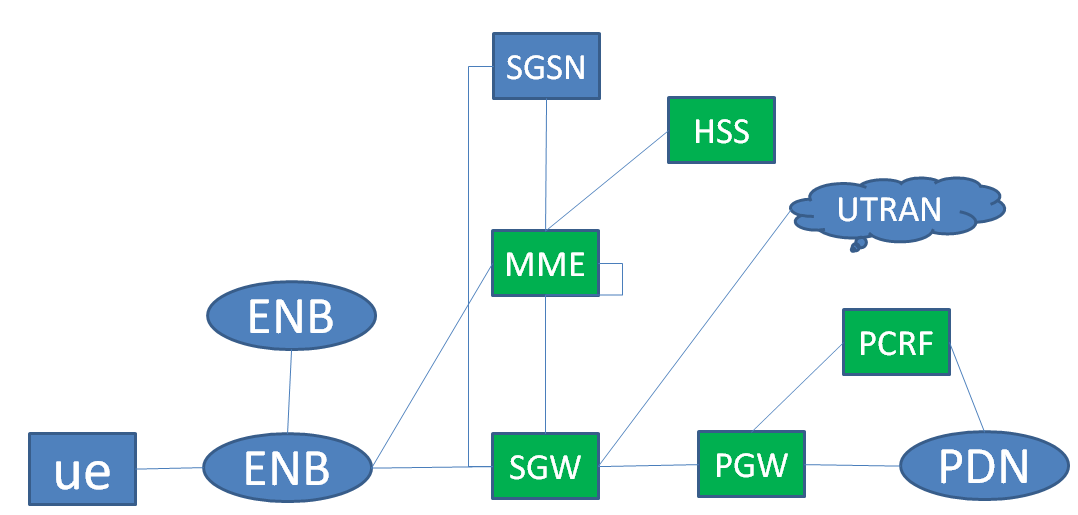 SGSN
HSS
UTRAN
MME
ENB
PCRF
ue
ENB
SGW
PGW
PDN